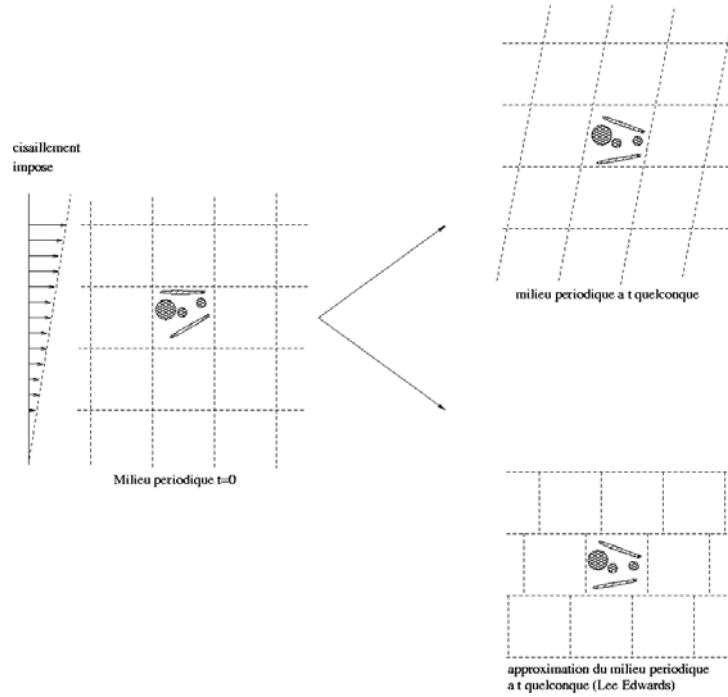 cisaillement
impose
Milieu periodique t=0
milieu periodique a t quelconque
approximation du milieu periodique
a t quelconque (Lee Edwards)